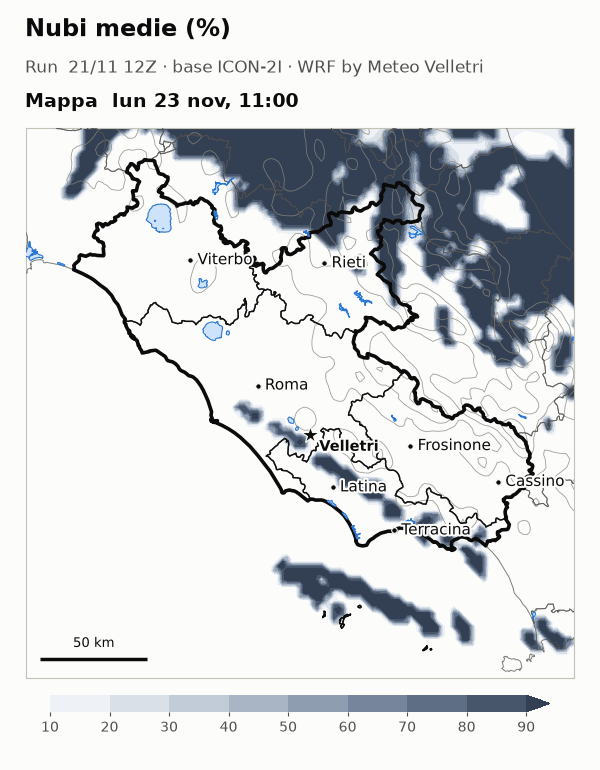 Nubi medie (%)
Run 21/11 12Z · base ICON-2I · WRF by Meteo Velletri
Mappa lun 23 nov, 11:00
Viterbo
Rieti
Roma
Velletri
Frosinone
Latina
Cassino
Terracina
50 km
10 20 30 40 50 60 70 80 90